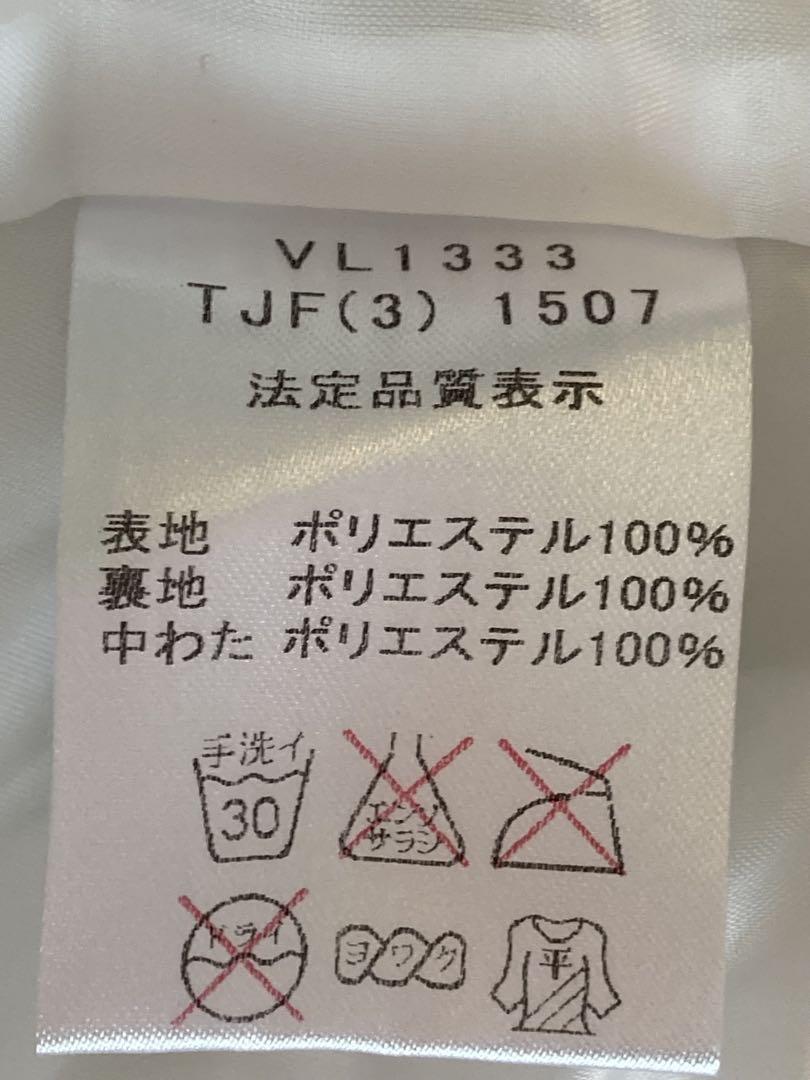 VL1333
TJF(3) 1507
法定品質表示
表地 ポリエステル100%
裏地 ポリエステル100%
中わた ポリエステル100%
手洗イ
30
エンソ
サラシ
ドライ
ヨワク
平